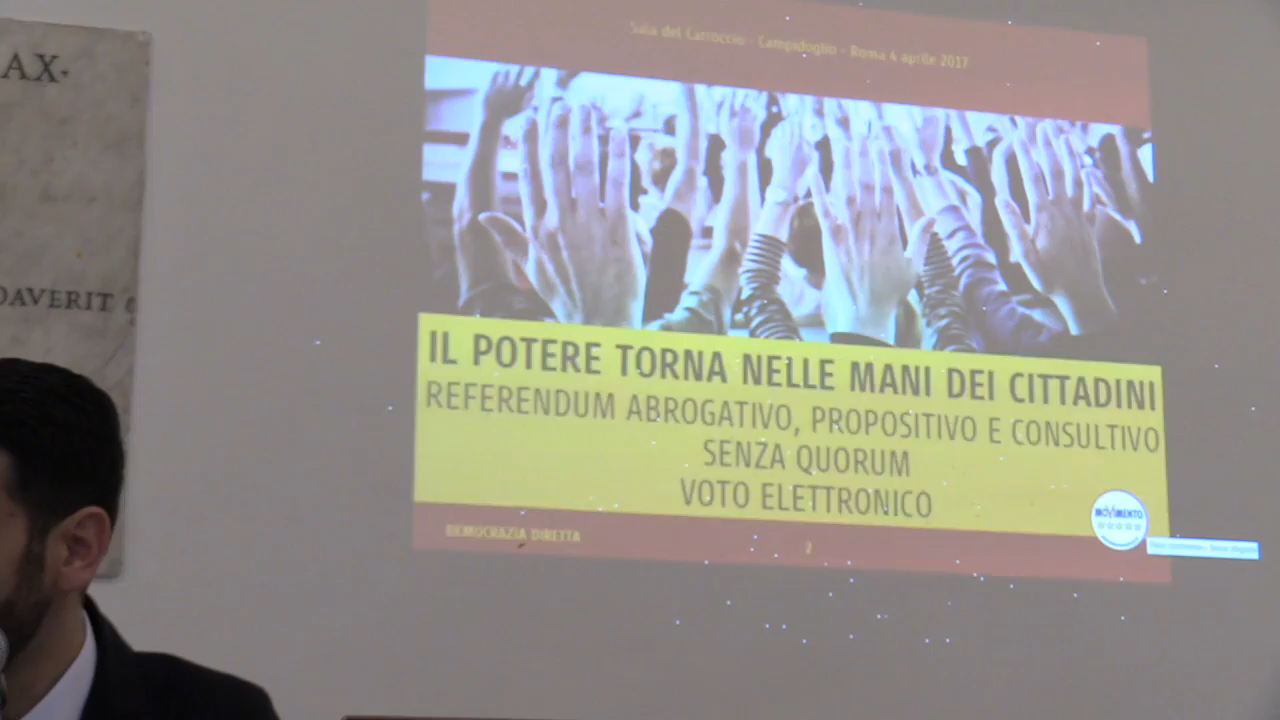 AX·
DAVERIT
Sala del Carroccio - Campidoglio - Roma 4 aprile 2017
IL POTERE TORNA NELLE MANI DEI CITTADINI
REFERENDUM ABROGATIVO, PROPOSITIVO E CONSULTIVO
SENZA QUORUM
VOTO ELETTRONICO
MOVIMENTO
DEMOCRAZIA DIRETTA
2